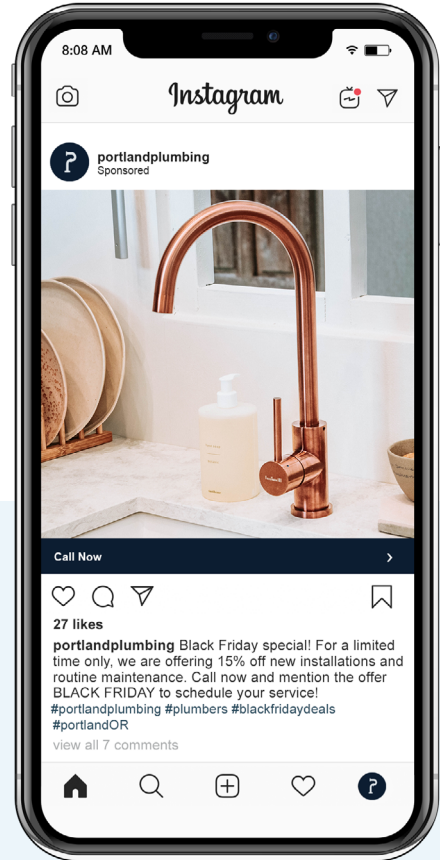 8:08 AM
Instagram
portlandplumbing
Sponsored
Call Now
27 likes
portlandplumbing Black Friday special! For a limited
time only, we are offering 15% off new installations and
routine maintenance. Call now and mention the offer
BLACK FRIDAY to schedule your service!
#portlandplumbing #plumbers #blackfridaydeals
#portlandOR
view all 7 comments